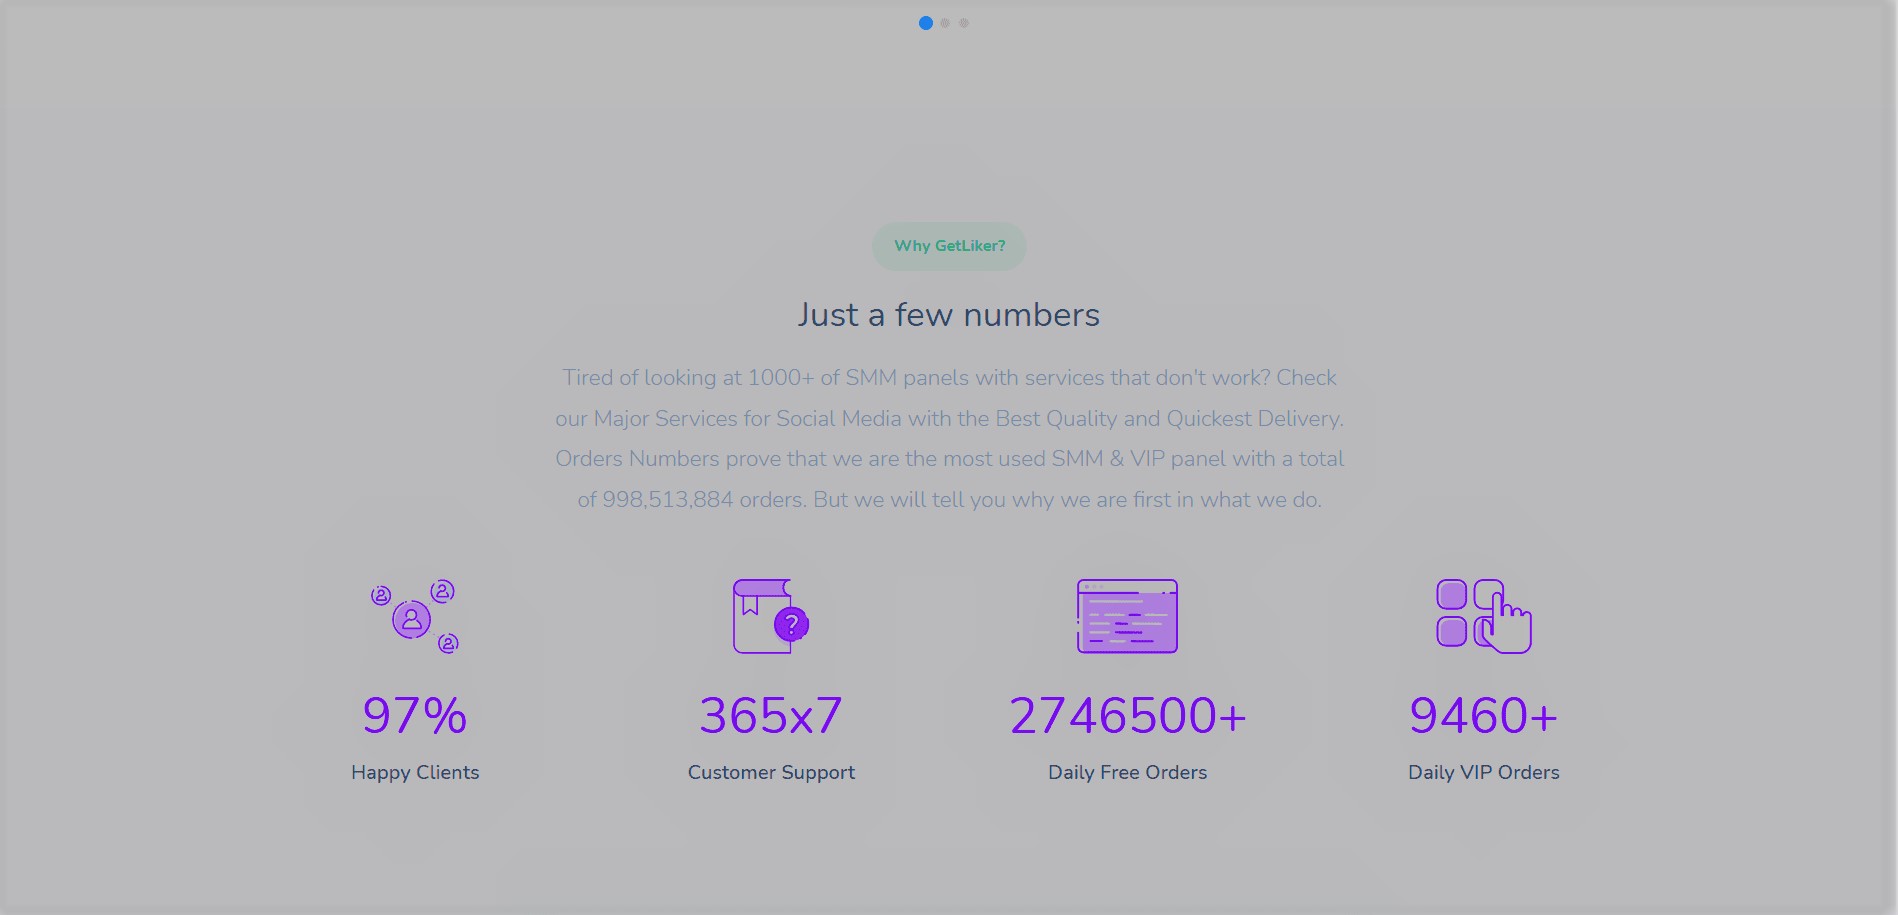 Why GetLiker?
Just a few numbers
Tired of looking at 1000+ of SMM panels with services that don't work? Check
our Major Services for Social Media with the Best Quality and Quickest Delivery.
Orders Numbers prove that we are the most used SMM & VIP panel with a total
of 998,513,884 orders. But we will tell you why we are first in what we do.
?
97%
365x7
2746500+
9460+
Happy Clients
Customer Support
Daily Free Orders
Daily VIP Orders